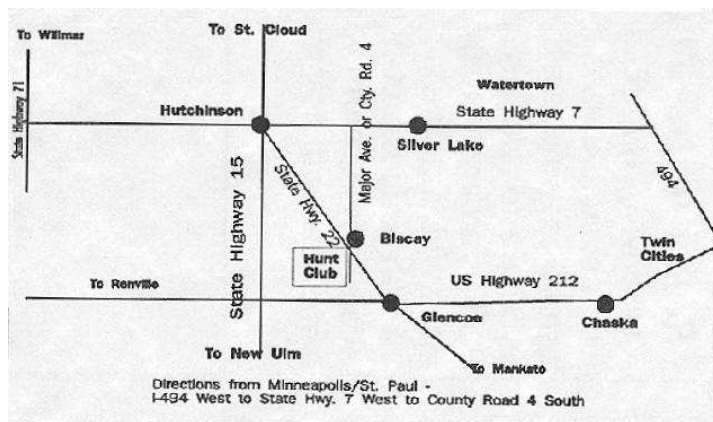 To Willmar
To St. Cloud
State Highway 71
Major Ave. or Cty. Rd. 4
Watertown
Hutchinson
State Highway 7
Silver Lake
494
State Highway 15
State Hwy. 22
Biscay
Twin
Cities
Hunt
Club
To Renville
US Highway 212
Glencoe
Chaska
To New Ulm
To Mankato
Directions from Minneapolis/St. Paul -
I-494 West to State Hwy. 7 West to County Road 4 South